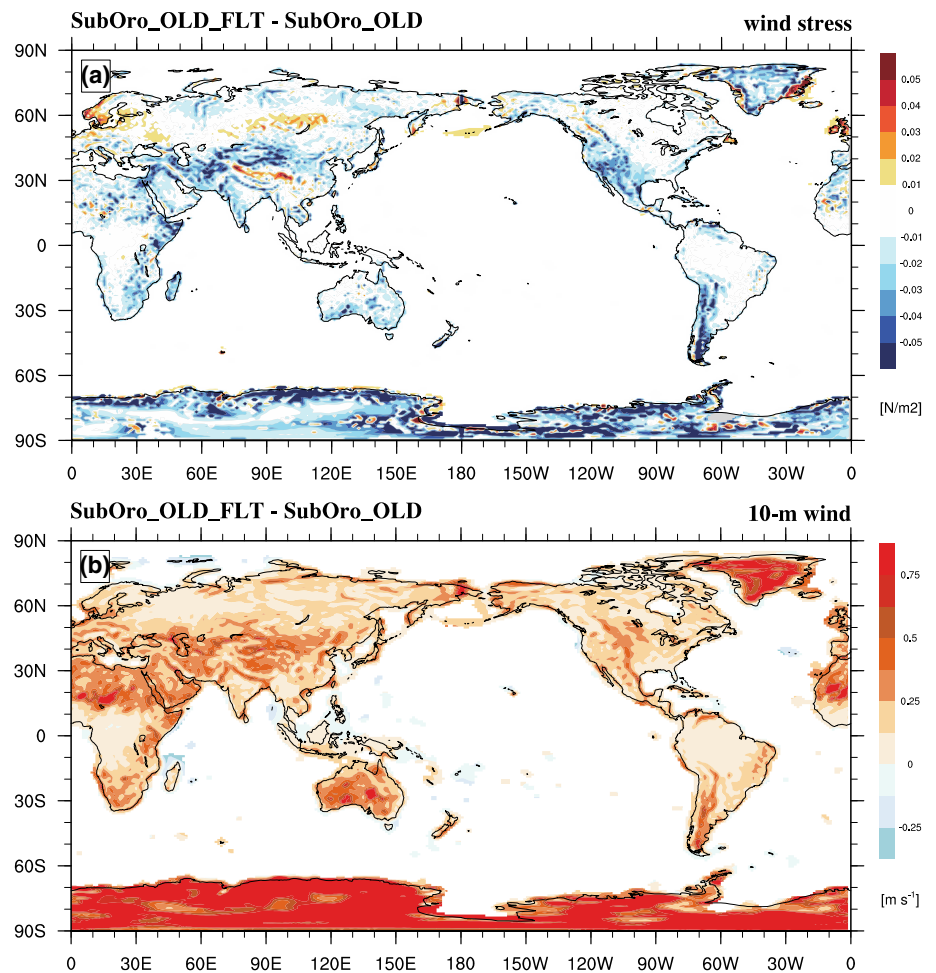 SubOro_OLD_FLT - SubOro_OLD wind stress
(a)
90N
60N
30N
0
30S
60S
90S
0 30E 60E 90E 120E 150E 180 150W 120W 90W 60W 30W 0
0.05
0.04
0.03
0.02
0.01
0
-0.01
-0.02
-0.03
-0.04
-0.05
[N/m2]
SubOro_OLD_FLT - SubOro_OLD 10-m wind
(b)
90N
60N
30N
0
30S
60S
90S
0 30E 60E 90E 120E 150E 180 150W 120W 90W 60W 30W 0
0.75
0.5
0.25
0
-0.25
[m s⁻¹]